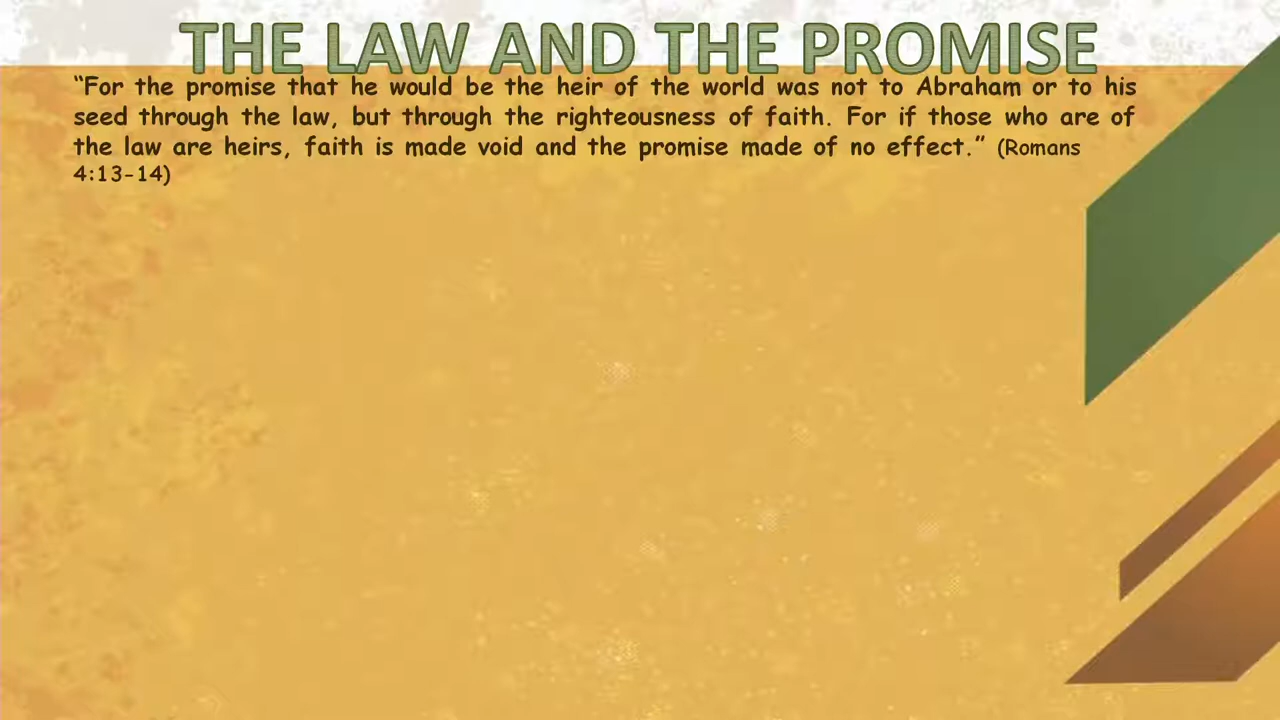 THE LAW AND THE PROMISE
“For the promise that he would be the heir of the world was not to Abraham or to his
seed through the law, but through the righteousness of faith. For if those who are of
the law are heirs, faith is made void and the promise made of no effect.” (Romans
4:13-14)